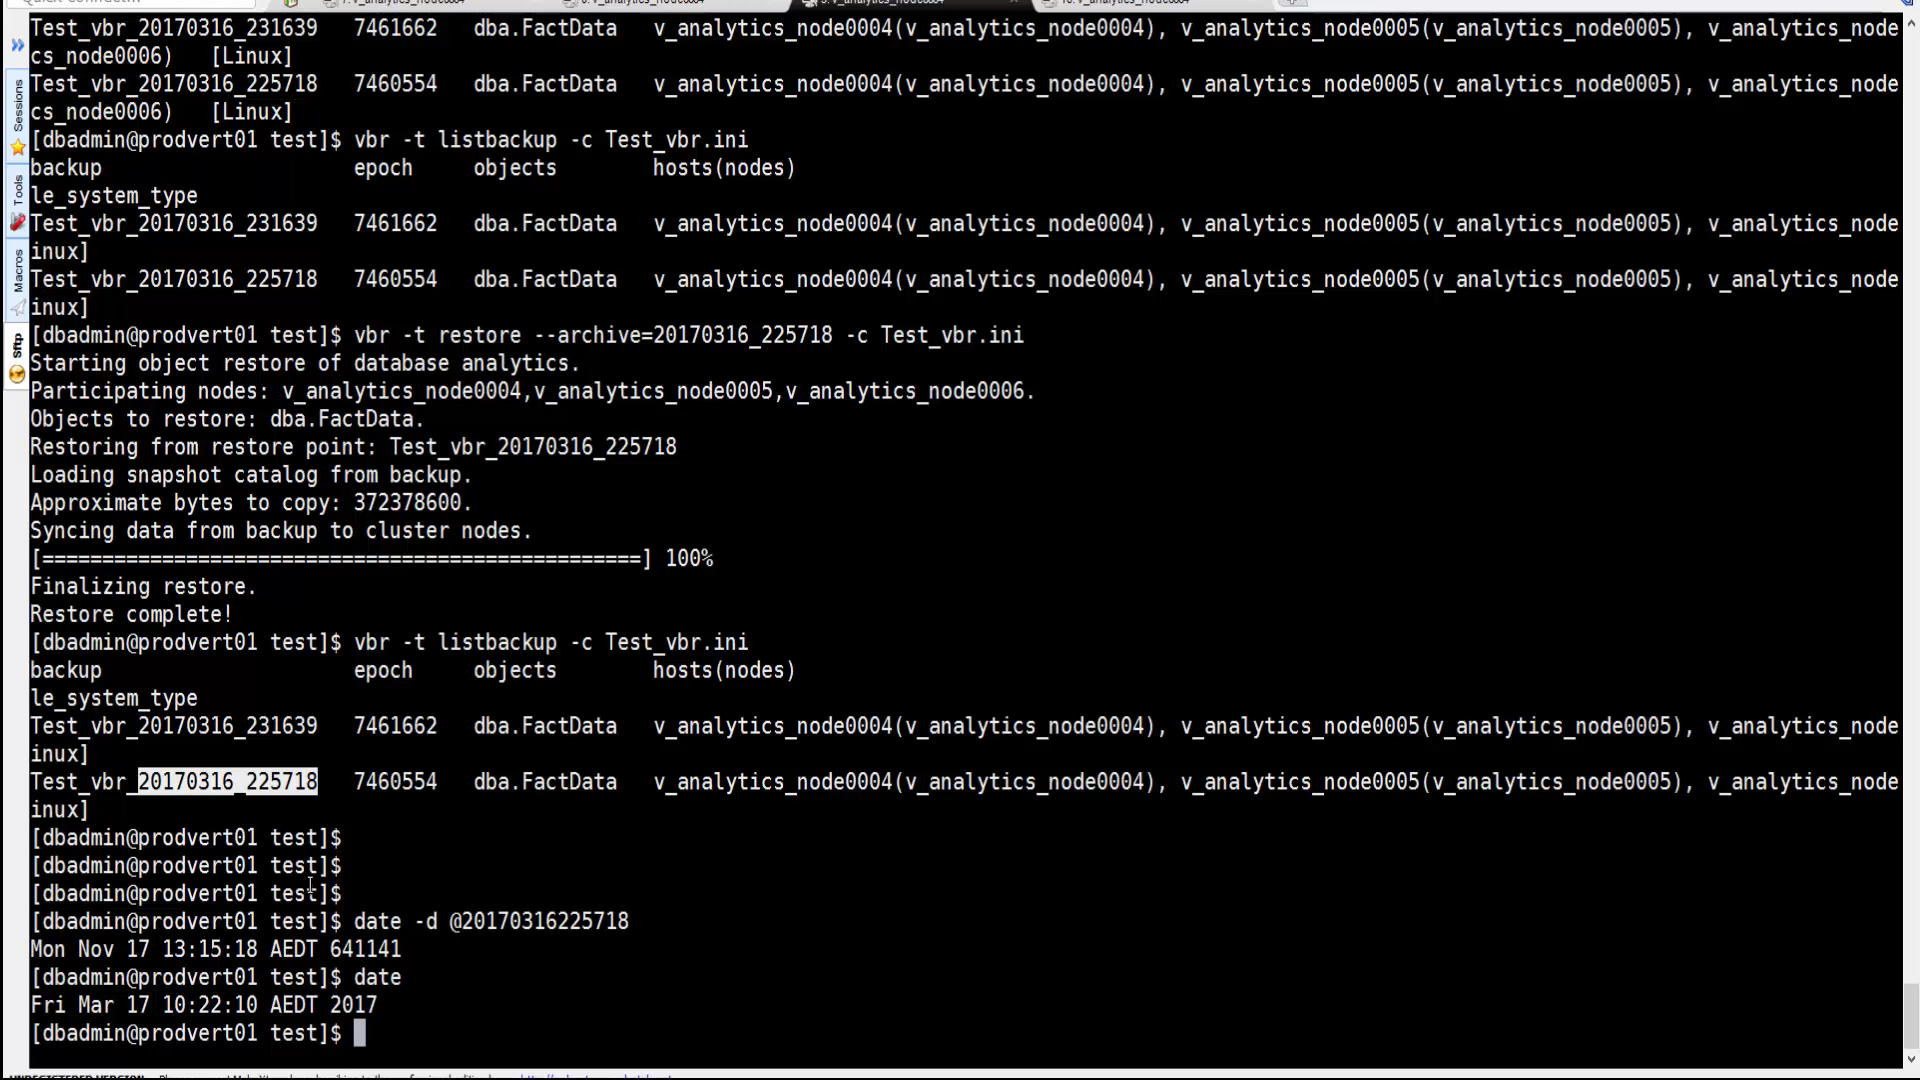 Test_vbr_20170316_231639   7461662   dba.FactData   v_analytics_node0004(v_analytics_node0004), v_analytics_node0005(v_analytics_node0005), v_analytics_node
cs_node0006)   [Linux]
Test_vbr_20170316_225718   7460554   dba.FactData   v_analytics_node0004(v_analytics_node0004), v_analytics_node0005(v_analytics_node0005), v_analytics_node
cs_node0006)   [Linux]
[dbadmin@prodvert01 test]$ vbr -t listbackup -c Test_vbr.ini
backup                     epoch     objects        hosts(nodes)
le_system_type
Test_vbr_20170316_231639   7461662   dba.FactData   v_analytics_node0004(v_analytics_node0004), v_analytics_node0005(v_analytics_node0005), v_analytics_node
inux]
Test_vbr_20170316_225718   7460554   dba.FactData   v_analytics_node0004(v_analytics_node0004), v_analytics_node0005(v_analytics_node0005), v_analytics_node
inux]
[dbadmin@prodvert01 test]$ vbr -t restore --archive=20170316_225718 -c Test_vbr.ini
Starting object restore of database analytics.
Participating nodes: v_analytics_node0004,v_analytics_node0005,v_analytics_node0006.
Objects to restore: dba.FactData.
Restoring from restore point: Test_vbr_20170316_225718
Loading snapshot catalog from backup.
Approximate bytes to copy: 372378600.
Syncing data from backup to cluster nodes.
[==================================================] 100%
Finalizing restore.
Restore complete!
[dbadmin@prodvert01 test]$ vbr -t listbackup -c Test_vbr.ini
backup                     epoch     objects        hosts(nodes)
le_system_type
Test_vbr_20170316_231639   7461662   dba.FactData   v_analytics_node0004(v_analytics_node0004), v_analytics_node0005(v_analytics_node0005), v_analytics_node
inux]
Test_vbr_20170316_225718   7460554   dba.FactData   v_analytics_node0004(v_analytics_node0004), v_analytics_node0005(v_analytics_node0005), v_analytics_node
inux]
[dbadmin@prodvert01 test]$
[dbadmin@prodvert01 test]$
[dbadmin@prodvert01 test]$
[dbadmin@prodvert01 test]$ date -d @20170316225718
Mon Nov 17 13:15:18 AEDT 641141
[dbadmin@prodvert01 test]$ date
Fri Mar 17 10:22:10 AEDT 2017
[dbadmin@prodvert01 test]$
Sessions
Tools
Macros
Sftp